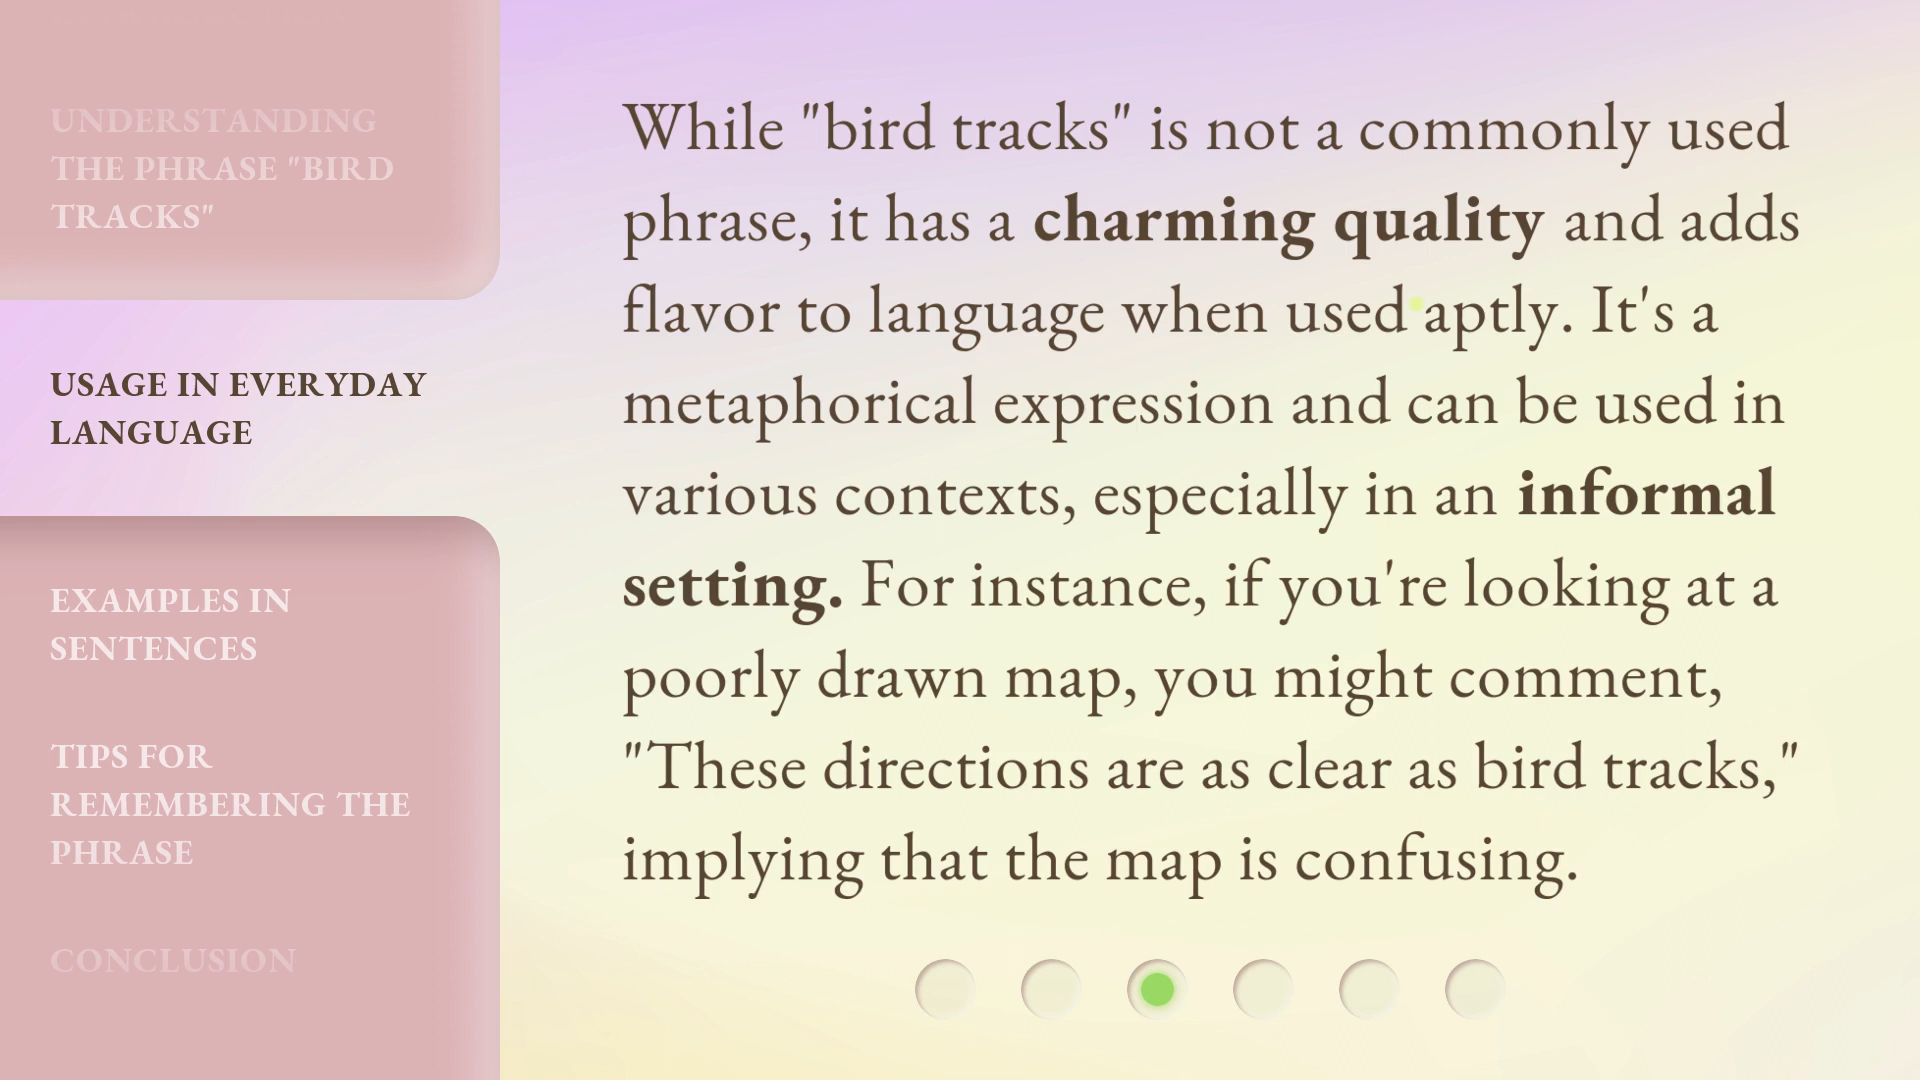 UNDERSTANDING
THE PHRASE "BIRD
TRACKS"
USAGE IN EVERYDAY
LANGUAGE
EXAMPLES IN
SENTENCES
TIPS FOR
REMEMBERING THE
PHRASE
CONCLUSION
While "bird tracks" is not a commonly used
phrase, it has a charming quality and adds
flavor to language when used aptly. It's a
metaphorical expression and can be used in
various contexts, especially in an informal
setting. For instance, if you're looking at a
poorly drawn map, you might comment,
"These directions are as clear as bird tracks,"
implying that the map is confusing.